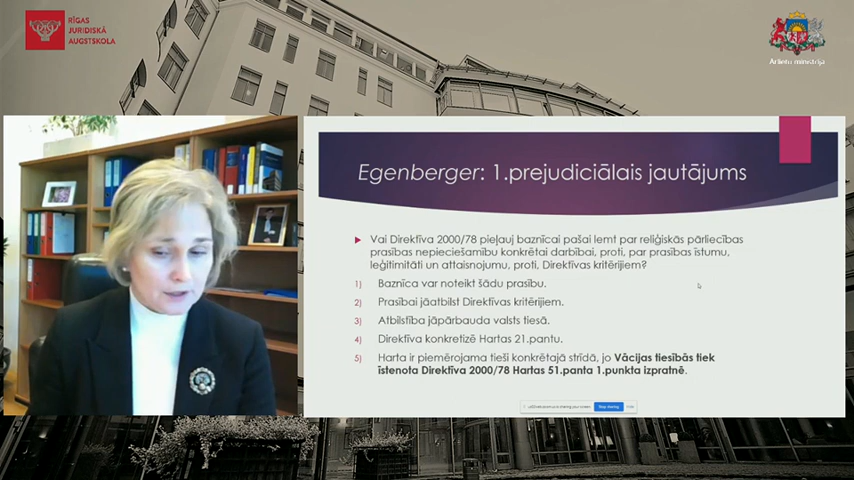 RĪGAS
JURIDISKĀ
AUGSTSKOLA
Ārlietu ministrija
Egenberger: 1.prejudiciālais jautājums
Vai Direktīva 2000/78 pieļauj baznīcai pašai lemt par reliģiskās pārliecības
prasības nepieciešamību konkrētai darbībai, proti, par prasības īstumu,
leģitimitāti un attaisnojumu, proti, Direktīvas kritērijiem?
1) Baznīca var noteikt šādu prasību.
2) Prasībai jāatbilst Direktīvas kritērijiem.
3) Atbilstība jāpārbauda valsts tiesā.
4) Direktīva konkretizē Hartas 21.pantu.
5) Harta ir piemērojama tieši konkrētajā strīdā, jo Vācijas tiesībās tiek
īstenota Direktīva 2000/78 Hartas 51.panta 1.punkta izpratnē.
Stop sharing